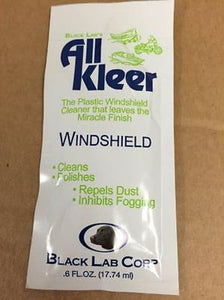 Black Lab's
All
Kleer
The Plastic Windshield
Cleaner that leaves the
Miracle Finish
WINDSHIELD
• Cleans
• Polishes
• Repels Dust
• Inhibits Fogging
BLACK LAB CORP
.6 FL.OZ. (17.74 ml)